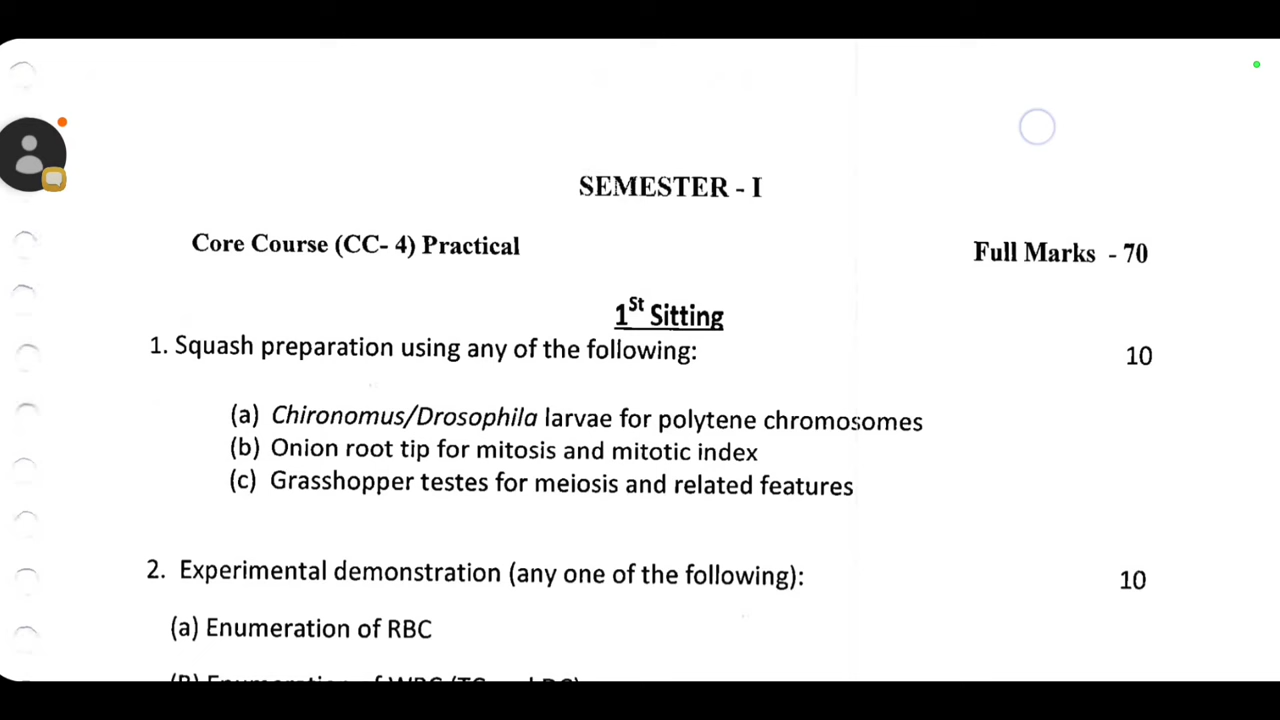 SEMESTER - I
Core Course (CC- 4) Practical Full Marks - 70
1St Sitting
1. Squash preparation using any of the following: 10
(a) Chironomus/Drosophila larvae for polytene chromosomes
(b) Onion root tip for mitosis and mitotic index
(c) Grasshopper testes for meiosis and related features
2. Experimental demonstration (any one of the following): 10
(a) Enumeration of RBC